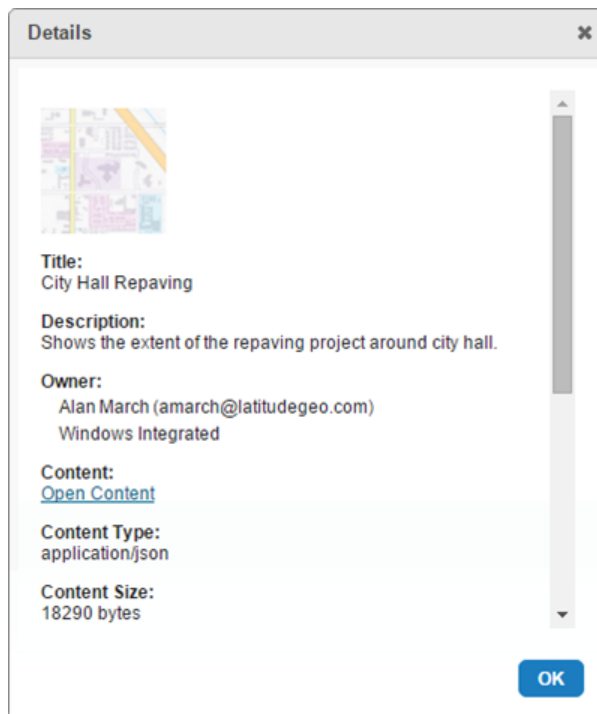 Details
Title:
City Hall Repaving
Description:
Shows the extent of the repaving project around city hall.
Owner:
Alan March (amarch@latitudegeo.com)
Windows Integrated
Content:
Open Content
Content Type:
application/json
Content Size:
18290 bytes
OK